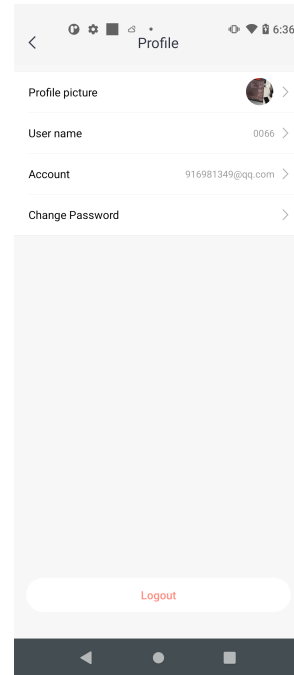 6:36
Profile
Profile picture
User name 0066
Account 916981349@qq.com
Change Password
Logout